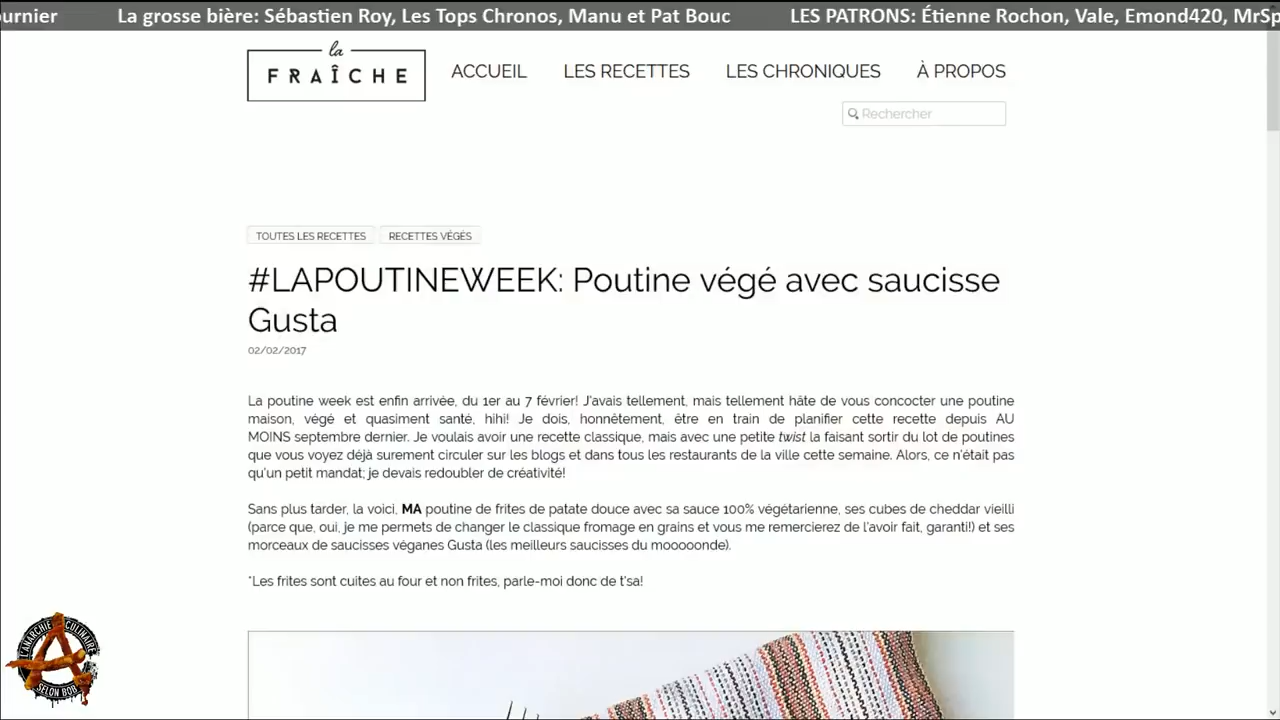 ournier La grosse bière: Sébastien Roy, Les Tops Chronos, Manu et Pat Bouc LES PATRONS: Étienne Rochon, Vale, Emond420, MrSp
la
FRAÎCHE
ACCUEIL LES RECETTES LES CHRONIQUES À PROPOS
Rechercher
TOUTES LES RECETTES RECETTES VÉGÉS
#LAPOUTINEWEEK: Poutine végé avec saucisse
Gusta
02/02/2017
La poutine week est enfin arrivée, du 1er au 7 février! J'avais tellement, mais tellement hâte de vous concocter une poutine
maison, végé et quasiment santé, hihi! Je dois, honnêtement, être en train de planifier cette recette depuis AU
MOINS septembre dernier. Je voulais avoir une recette classique, mais avec une petite twist la faisant sortir du lot de poutines
que vous voyez déjà surement circuler sur les blogs et dans tous les restaurants de la ville cette semaine. Alors, ce n'était pas
qu'un petit mandat; je devais redoubler de créativité!
Sans plus tarder, la voici, MA poutine de frites de patate douce avec sa sauce 100% végétarienne, ses cubes de cheddar vieilli
(parce que, oui, je me permets de changer le classique fromage en grains et vous me remercierez de l'avoir fait, garanti!) et ses
morceaux de saucisses véganes Gusta (les meilleurs saucisses du mooooonde).
*Les frites sont cuites au four et non frites, parle-moi donc de t'sa!
L'ANARCHIE CULINAIRE
SELON BOB